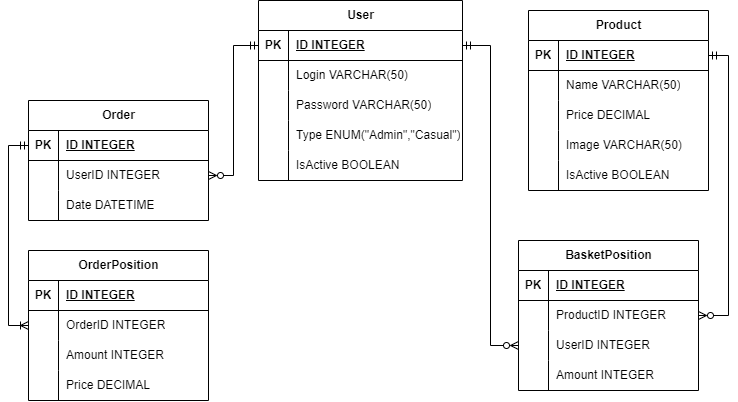 User
PK ID INTEGER
Login VARCHAR(50)
Password VARCHAR(50)
Type ENUM("Admin","Casual")
IsActive BOOLEAN
Product
PK ID INTEGER
Name VARCHAR(50)
Price DECIMAL
Image VARCHAR(50)
IsActive BOOLEAN
Order
PK ID INTEGER
UserID INTEGER
Date DATETIME
OrderPosition
PK ID INTEGER
OrderID INTEGER
Amount INTEGER
Price DECIMAL
BasketPosition
PK ID INTEGER
ProductID INTEGER
UserID INTEGER
Amount INTEGER